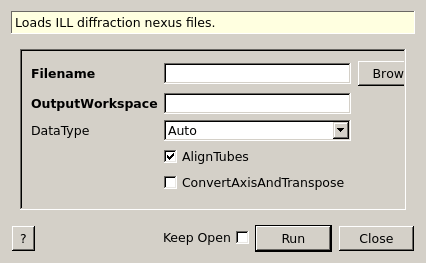 Loads ILL diffraction nexus files.
Filename
Brow
OutputWorkspace
DataType Auto
AlignTubes
ConvertAxisAndTranspose
? Keep Open Run Close